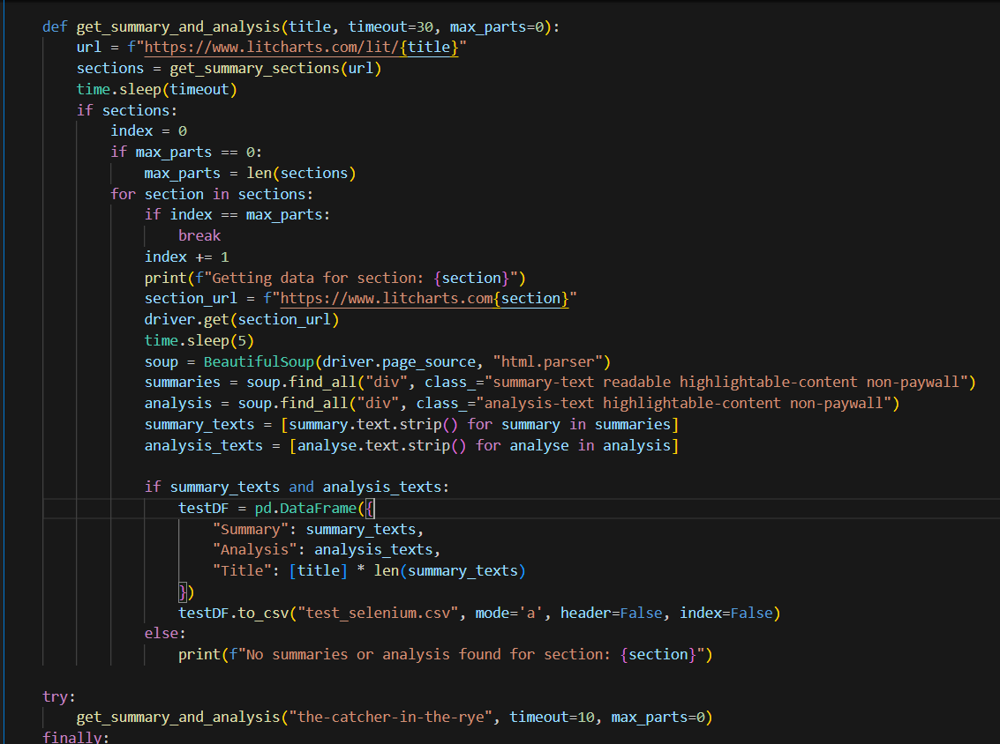 def get_summary_and_analysis(title, timeout=30, max_parts=0):
    url = f"https://www.litcharts.com/lit/{title}"
    sections = get_summary_sections(url)
    time.sleep(timeout)
    if sections:
        index = 0
        if max_parts == 0:
            max_parts = len(sections)
        for section in sections:
            if index == max_parts:
                break
            index += 1
            print(f"Getting data for section: {section}")
            section_url = f"https://www.litcharts.com{section}"
            driver.get(section_url)
            time.sleep(5)
            soup = BeautifulSoup(driver.page_source, "html.parser")
            summaries = soup.find_all("div", class_="summary-text readable highlightable-content non-paywall")
            analysis = soup.find_all("div", class_="analysis-text highlightable-content non-paywall")
            summary_texts = [summary.text.strip() for summary in summaries]
            analysis_texts = [analyse.text.strip() for analyse in analysis]

            if summary_texts and analysis_texts:
                testDF = pd.DataFrame({
                    "Summary": summary_texts,
                    "Analysis": analysis_texts,
                    "Title": [title] * len(summary_texts)
                })
                testDF.to_csv("test_selenium.csv", mode='a', header=False, index=False)
            else:
                print(f"No summaries or analysis found for section: {section}")

try:
    get_summary_and_analysis("the-catcher-in-the-rye", timeout=10, max_parts=0)
finally: